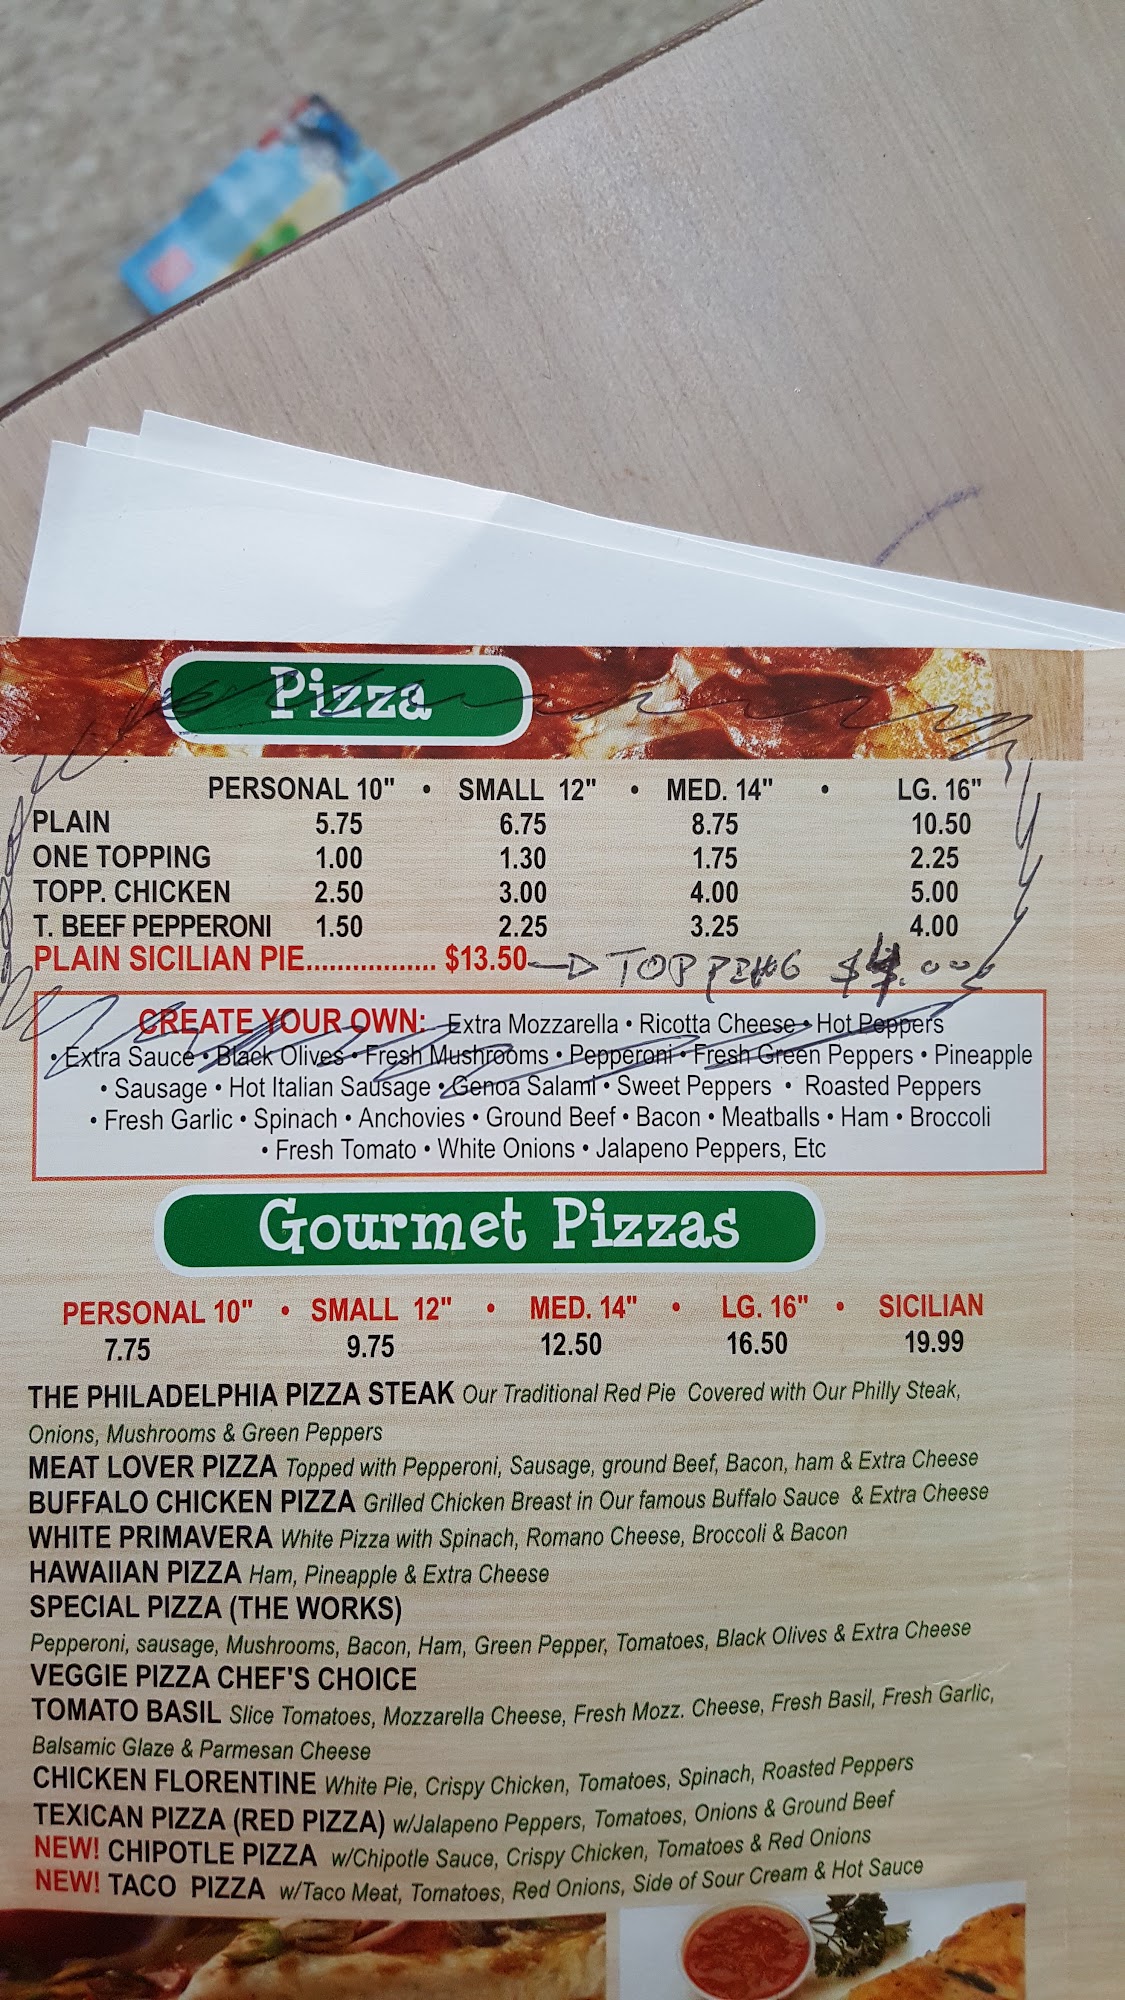 Pizza
PERSONAL 10" • SMALL 12" • MED. 14" • LG. 16"
PLAIN 5.75 6.75 8.75 10.50
ONE TOPPING 1.00 1.30 1.75 2.25
TOPP. CHICKEN 2.50 3.00 4.00 5.00
T. BEEF PEPPERONI 1.50 2.25 3.25 4.00
PLAIN SICILIAN PIE................. $13.50 TOPPING $4.00
CREATE YOUR OWN: Extra Mozzarella • Ricotta Cheese • Hot Peppers
• Extra Sauce • Black Olives • Fresh Mushrooms • Pepperoni • Fresh Green Peppers • Pineapple
• Sausage • Hot Italian Sausage • Genoa Salami • Sweet Peppers • Roasted Peppers
• Fresh Garlic • Spinach • Anchovies • Ground Beef • Bacon • Meatballs • Ham • Broccoli
• Fresh Tomato • White Onions • Jalapeno Peppers, Etc
Gourmet Pizzas
PERSONAL 10" • SMALL 12" • MED. 14" • LG. 16" • SICILIAN
7.75 9.75 12.50 16.50 19.99
THE PHILADELPHIA PIZZA STEAK Our Traditional Red Pie Covered with Our Philly Steak,
Onions, Mushrooms & Green Peppers
MEAT LOVER PIZZA Topped with Pepperoni, Sausage, ground Beef, Bacon, ham & Extra Cheese
BUFFALO CHICKEN PIZZA Grilled Chicken Breast in Our famous Buffalo Sauce & Extra Cheese
WHITE PRIMAVERA White Pizza with Spinach, Romano Cheese, Broccoli & Bacon
HAWAIIAN PIZZA Ham, Pineapple & Extra Cheese
SPECIAL PIZZA (THE WORKS)
Pepperoni, sausage, Mushrooms, Bacon, Ham, Green Pepper, Tomatoes, Black Olives & Extra Cheese
VEGGIE PIZZA CHEF'S CHOICE
TOMATO BASIL Slice Tomatoes, Mozzarella Cheese, Fresh Mozz. Cheese, Fresh Basil, Fresh Garlic,
Balsamic Glaze & Parmesan Cheese
CHICKEN FLORENTINE White Pie, Crispy Chicken, Tomatoes, Spinach, Roasted Peppers
TEXICAN PIZZA (RED PIZZA) w/Jalapeno Peppers, Tomatoes, Onions & Ground Beef
NEW! CHIPOTLE PIZZA w/Chipotle Sauce, Crispy Chicken, Tomatoes & Red Onions
NEW! TACO PIZZA w/Taco Meat, Tomatoes, Red Onions, Side of Sour Cream & Hot Sauce